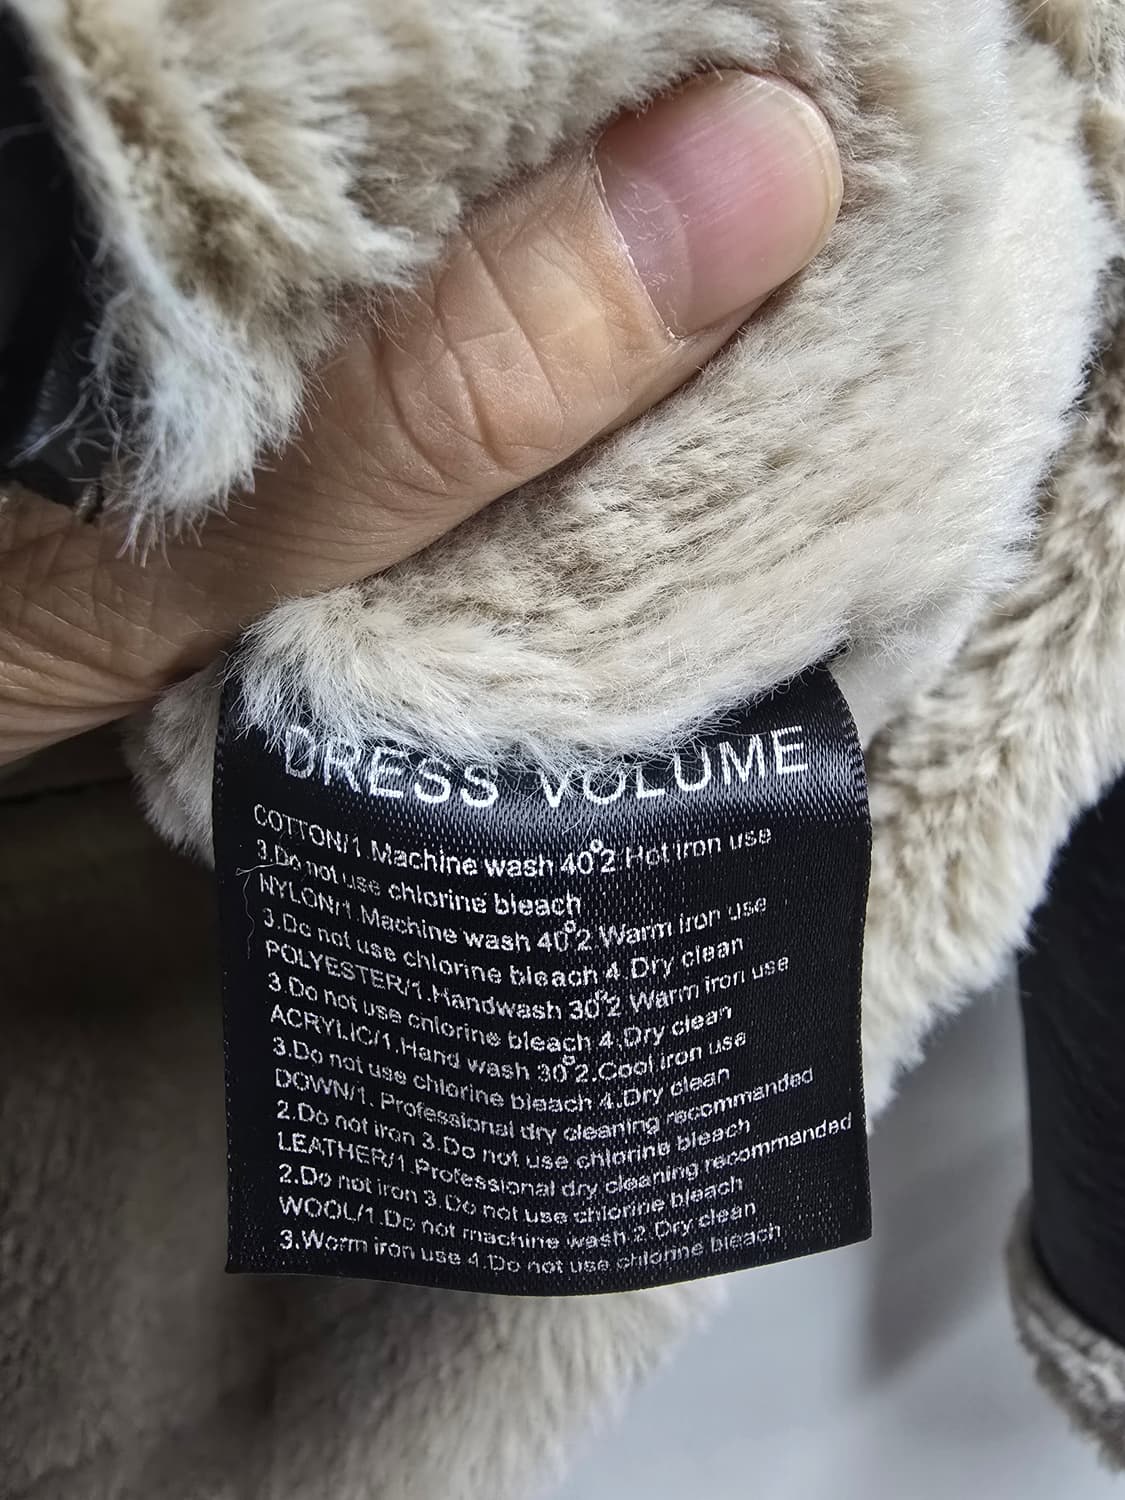 DRESS VOLUME
COTTON/1.Machine wash 40°2.Hot iron use
3.Do not use chlorine bleach
NYLON/1.Machine wash 40°2.Warm iron use
3.Do not use chlorine bleach 4.Dry clean
POLYESTER/1.Handwash 30°2.Warm iron use
3.Do not use chlorine bleach 4.Dry clean
ACRYLIC/1.Hand wash 30°2.Cool iron use
3.Do not use chlorine bleach 4.Dry clean
DOWN/1. Professional dry cleaning recommanded
2.Do not iron 3.Do not use chlorine bleach
LEATHER/1.Professional dry cleaning recommanded
2.Do not iron 3.Do not use chlorine bleach
WOOL/1.Do not machine wash 2.Dry clean
3.Worm iron use 4.Do not use chlorine bleach